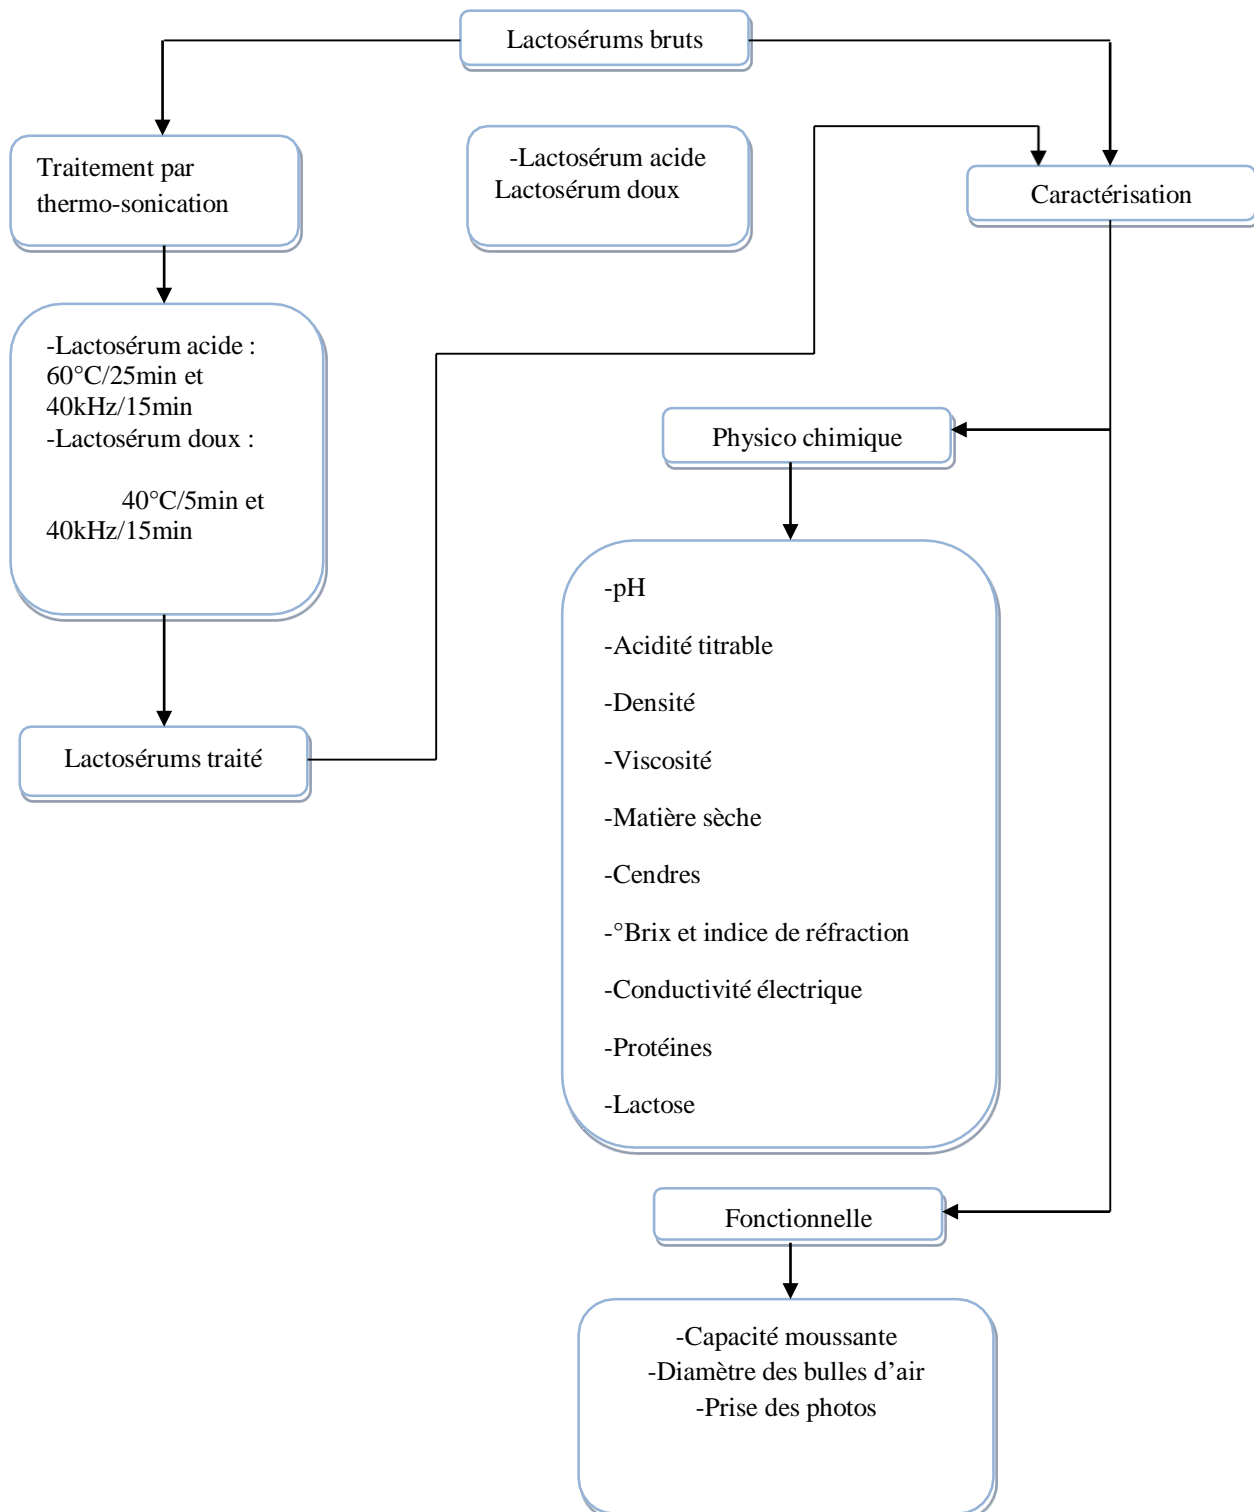 Lactosérums bruts
Traitement par
thermo-sonication
-Lactosérum acide
Lactosérum doux
Caractérisation
-Lactosérum acide :
60°C/25min et
40kHz/15min
-Lactosérum doux :
40°C/5min et
40kHz/15min
Physico chimique
-pH
-Acidité titrable
-Densité
-Viscosité
-Matière sèche
-Cendres
-°Brix et indice de réfraction
-Conductivité électrique
-Protéines
-Lactose
Lactosérums traité
Fonctionnelle
-Capacité moussante
-Diamètre des bulles d’air
-Prise des photos